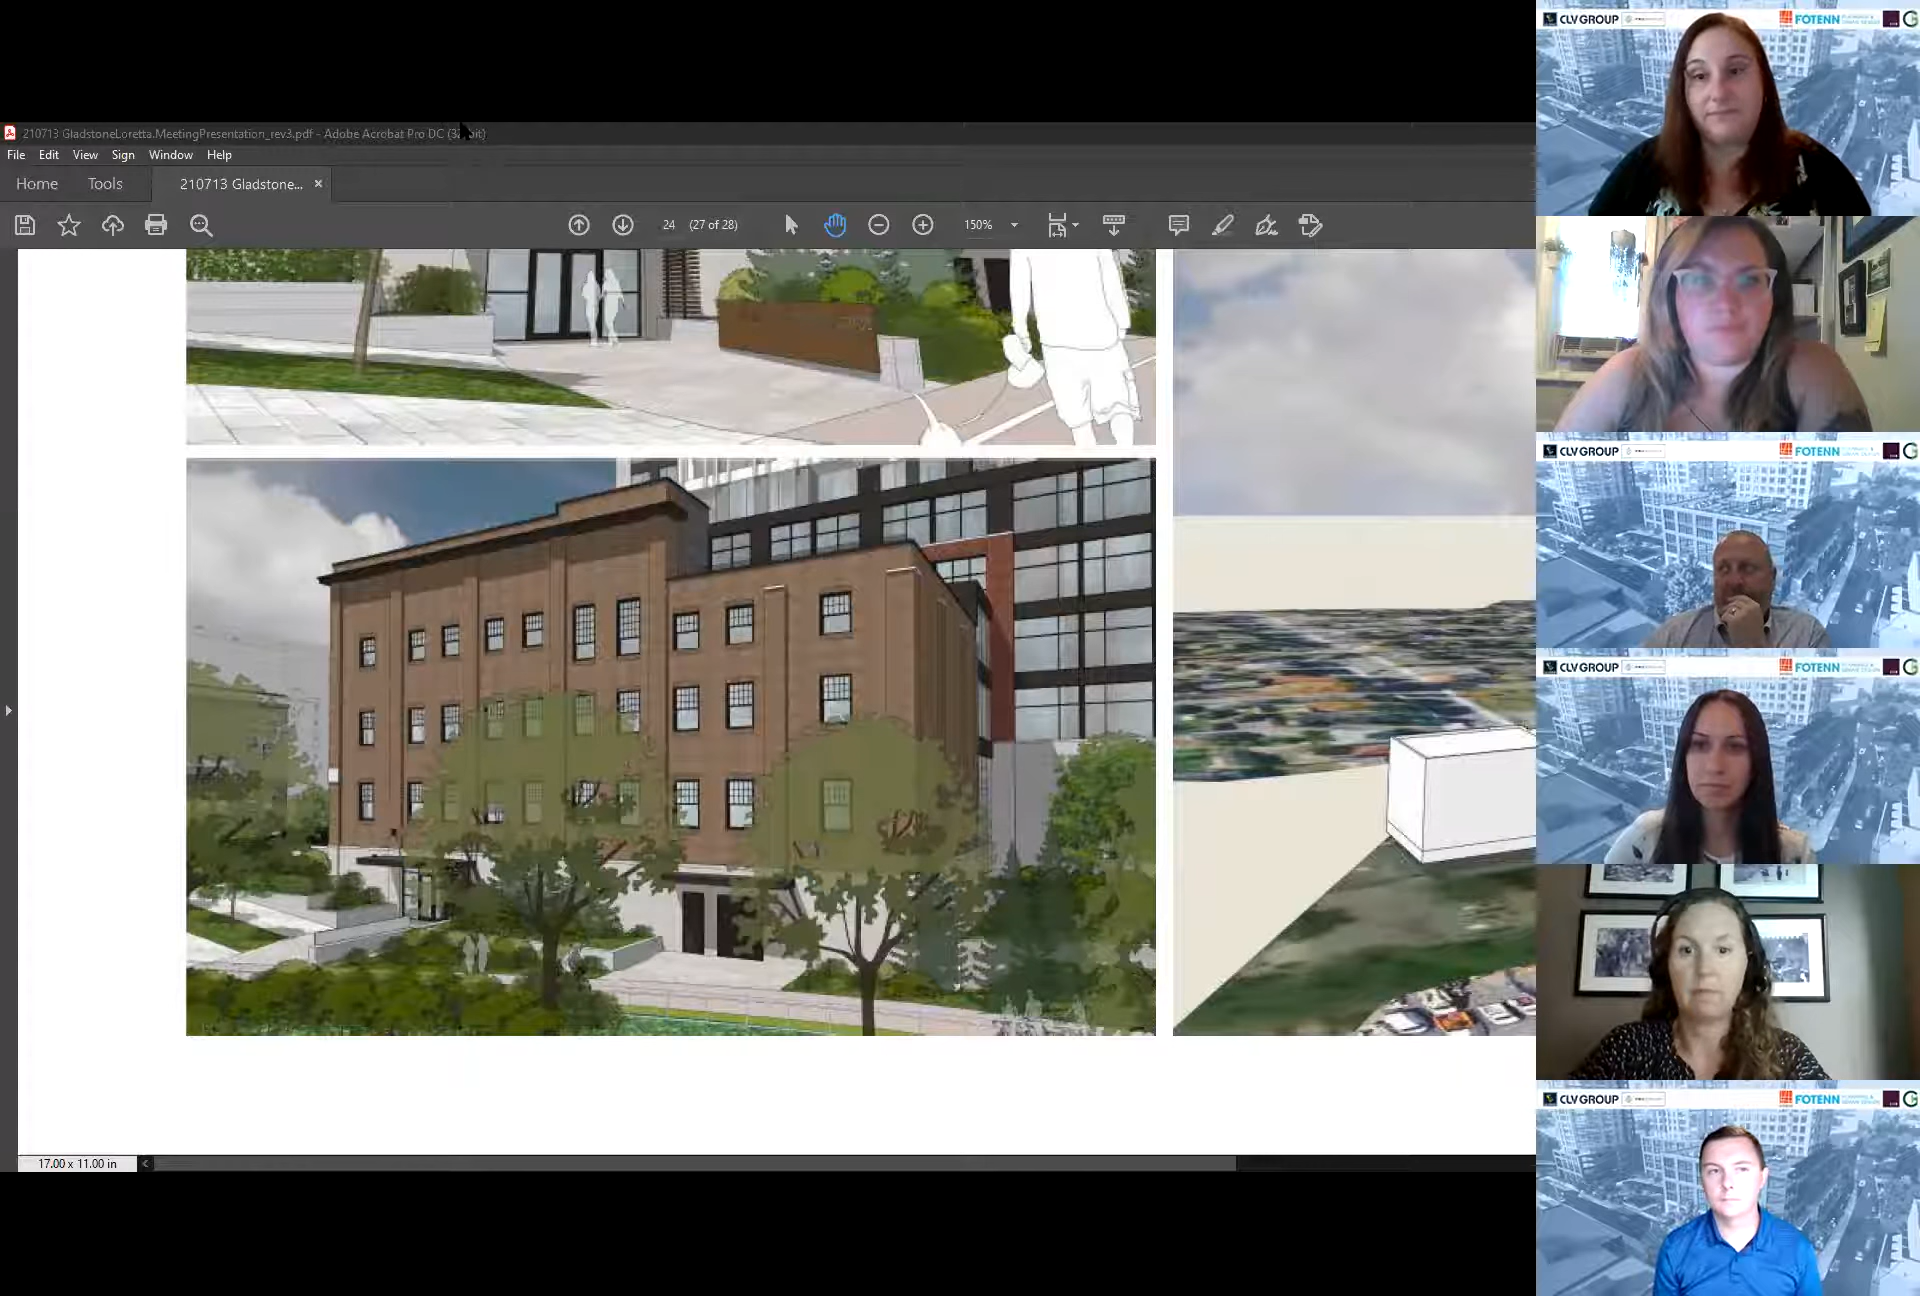 210713 GladstoneLoretta.MeetingPresentation_rev3.pdf - Adobe Acrobat Pro DC (32-bit)
File Edit View Sign Window Help
Home Tools 210713 Gladstone... ×
24 (27 of 28) 150%
17.00 x 11.00 in
CLV GROUP FOTENN
CLV GROUP FOTENN
CLV GROUP FOTENN
CLV GROUP FOTENN